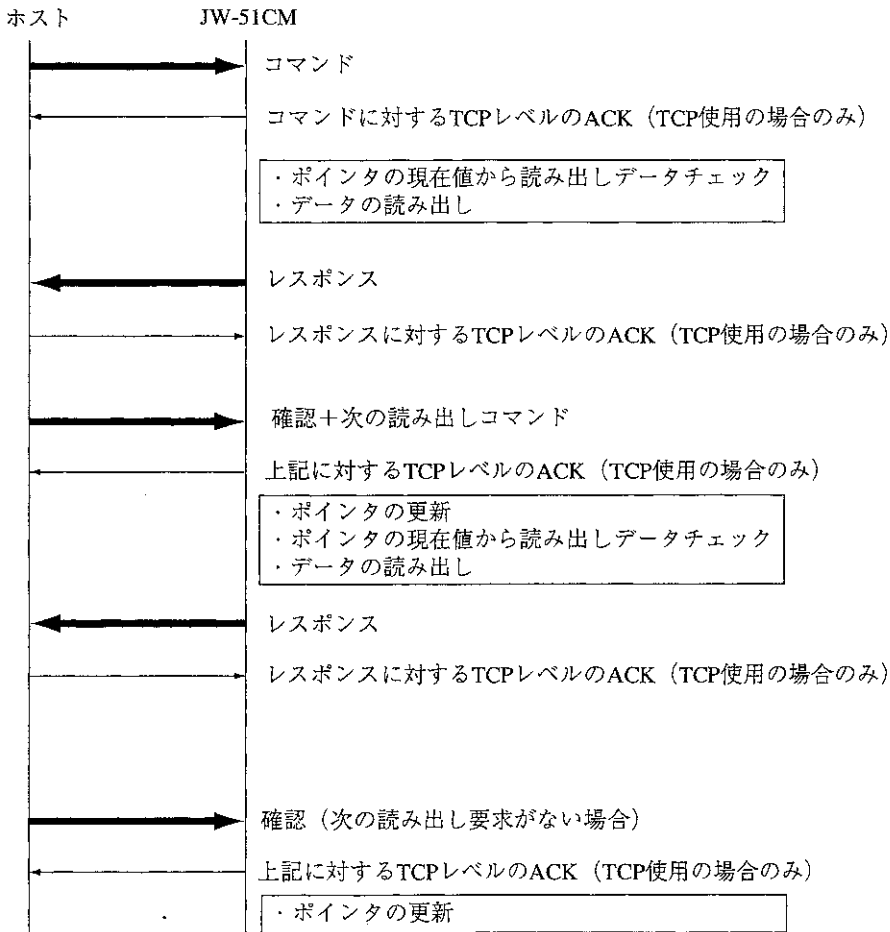 ホスト JW-51CM
コマンド
コマンドに対するTCPレベルのACK（TCP使用の場合のみ）
・ポインタの現在値から読み出しデータチェック
・データの読み出し
レスポンス
レスポンスに対するTCPレベルのACK（TCP使用の場合のみ）
確認＋次の読み出しコマンド
上記に対するTCPレベルのACK（TCP使用の場合のみ）
・ポインタの更新
・ポインタの現在値から読み出しデータチェック
・データの読み出し
レスポンス
レスポンスに対するTCPレベルのACK（TCP使用の場合のみ）
確認（次の読み出し要求がない場合）
上記に対するTCPレベルのACK（TCP使用の場合のみ）
・ポインタの更新